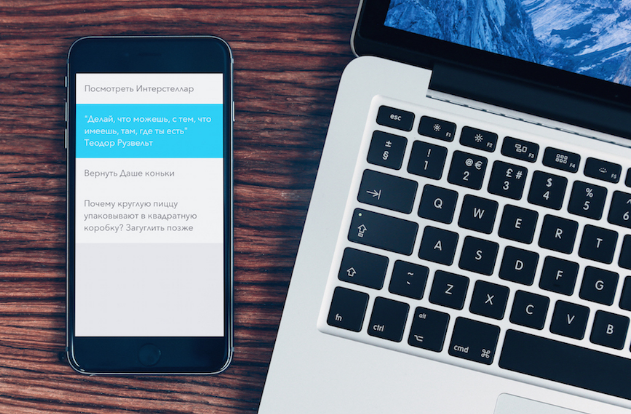 Посмотреть Интерстеллар
"Делай, что можешь, с тем, что
имеешь, там, где ты есть"
Теодор Рузвельт
Вернуть Даше коньки
Почему круглую пиццу
упаковывают в квадратную
коробку? Загуглить позже
esc
F1
F2
F3
F4
F5
±
§
!
1
@ €
2
£ #
3
$
4
%
5
Q
W
E
R
T
A
S
D
F
G
~
Z
X
C
V
B
fn
ctrl
alt
cmd ⌘